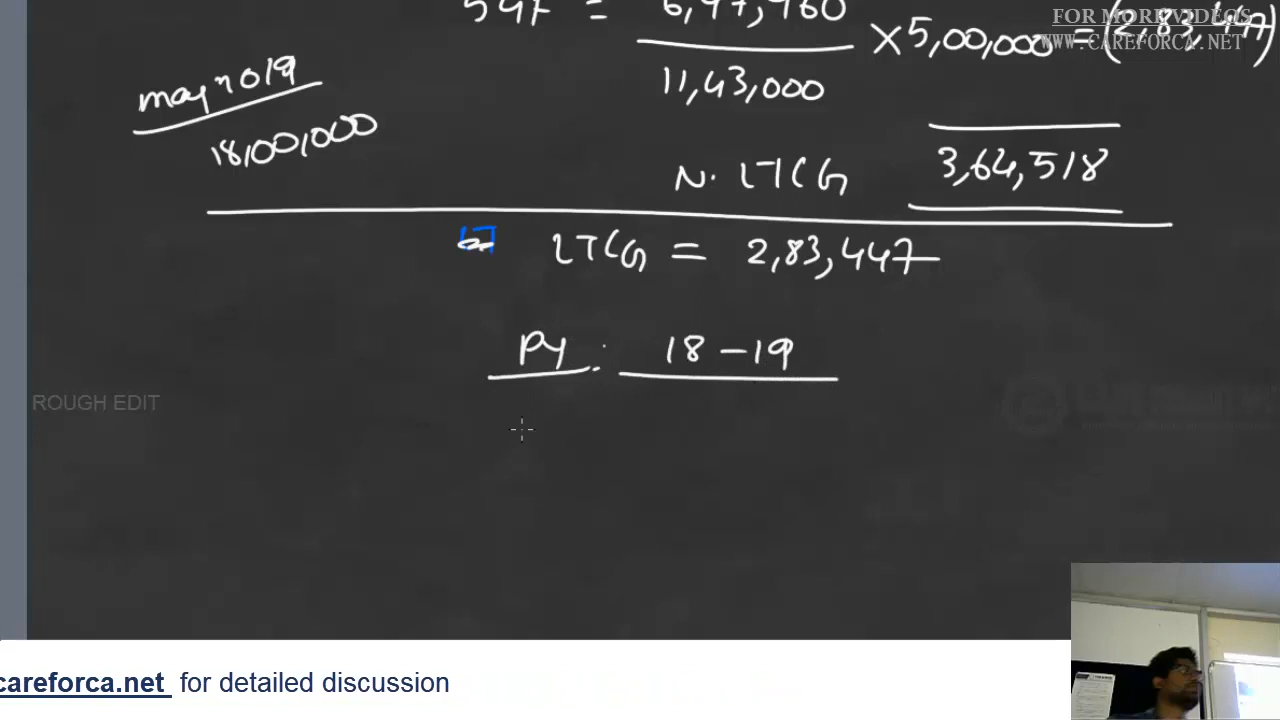 54F = 6,47,960 × 5,00,000 = (2,83,447)
11,43,000
FOR MORE VIDEOS
WWW.CAREFORCA.NET
may 2019
18,00,000
N. LTCG 3,64,518
LTCG = 2,83,447
PY : 18-19
ROUGH EDIT
careforca.net for detailed discussion